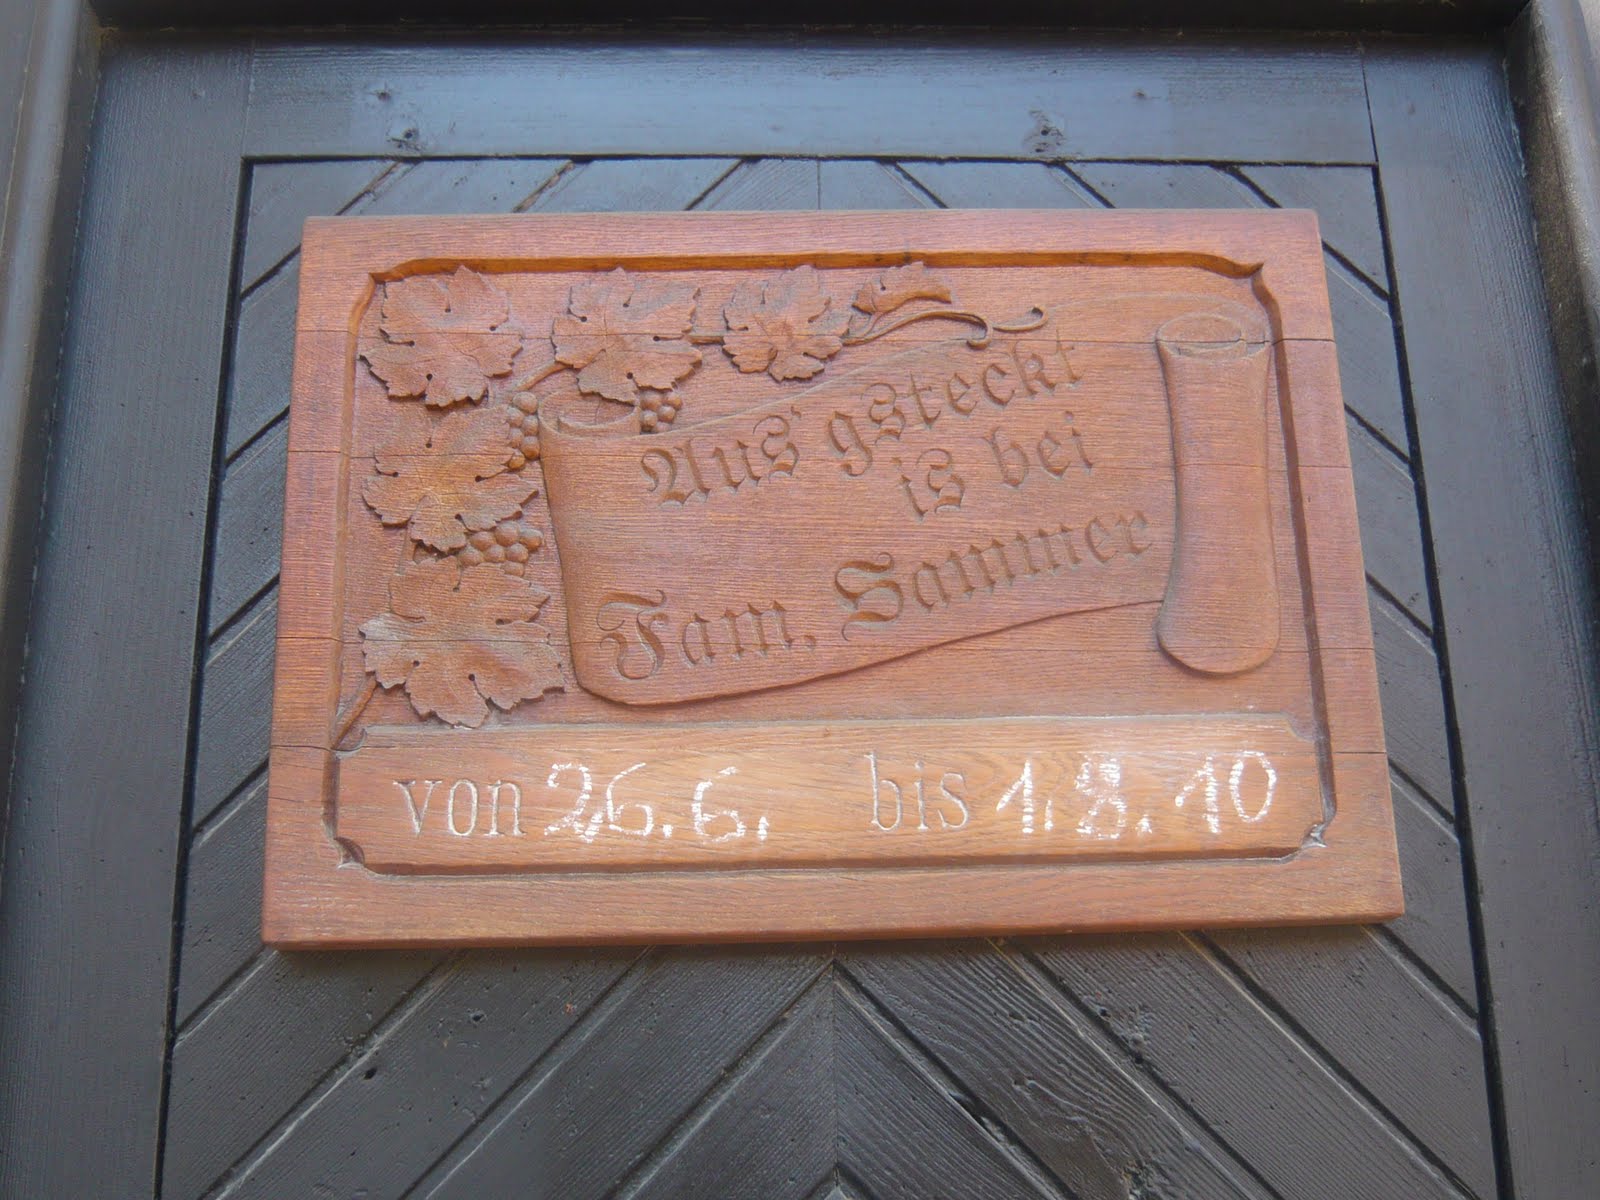 Aus' gsteckt
is bei
Fam. Sammer
von 26.6. bis 1.8.10